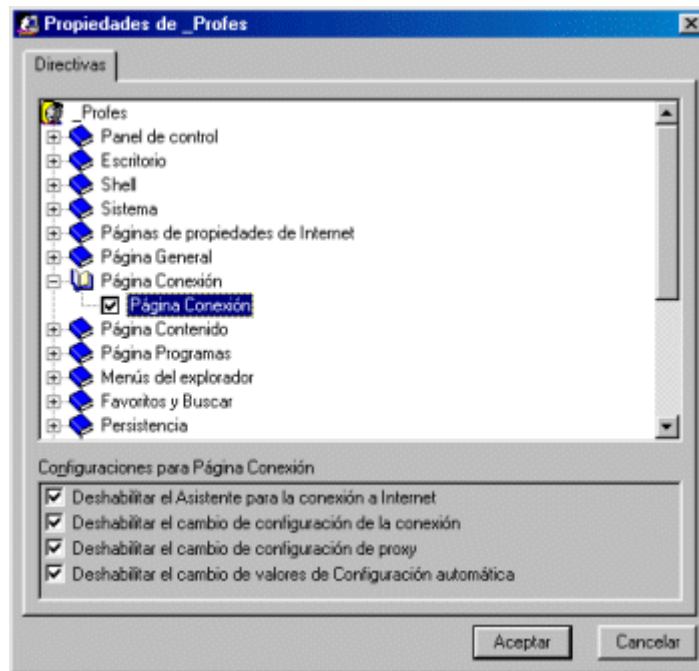 Propiedades de _Profes
Directivas
_Profes
Panel de control
Escritorio
Shell
Sistema
Páginas de propiedades de Internet
Página General
Página Conexión
Página Conexión
Página Contenido
Página Programas
Menús del explorador
Favoritos y Buscar
Persistencia
Configuraciones para Página Conexión
Deshabilitar el Asistente para la conexión a Internet
Deshabilitar el cambio de configuración de la conexión
Deshabilitar el cambio de configuración de proxy
Deshabilitar el cambio de valores de Configuración automática
Aceptar Cancelar